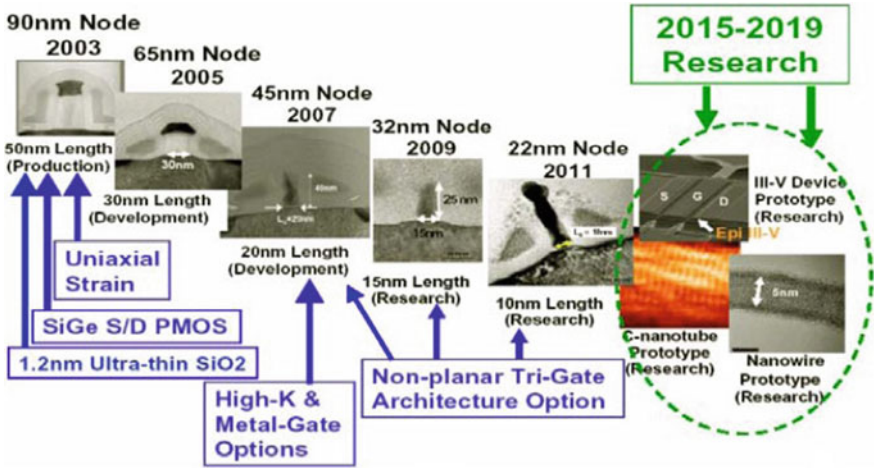 90nm Node
2003
50nm Length
(Production)
65nm Node
2005
30nm
30nm Length
(Development)
45nm Node
2007
40nm
20nm Length
(Development)
32nm Node
2009
25 nm
15nm
15nm Length
(Research)
22nm Node
2011
10nm Length
(Research)
2015-2019
Research
S G D
III-V Device
Prototype
(Research)
Epi III-V
C-nanotube
Prototype
(Research)
5nm
Nanowire
Prototype
(Research)
Uniaxial
Strain
SiGe S/D PMOS
1.2nm Ultra-thin SiO2
High-K &
Metal-Gate
Options
Non-planar Tri-Gate
Architecture Option